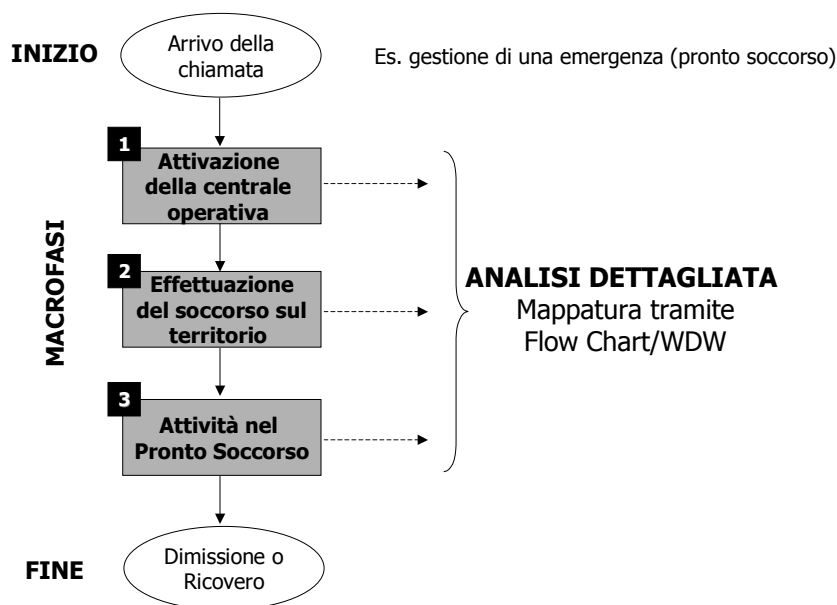 INIZIO
Arrivo della
chiamata
Es. gestione di una emergenza (pronto soccorso)
MACROFASI
1
Attivazione
della centrale
operativa
2
Effettuazione
del soccorso sul
territorio
3
Attività nel
Pronto Soccorso
ANALISI DETTAGLIATA
Mappatura tramite
Flow Chart/WDW
FINE
Dimissione o
Ricovero